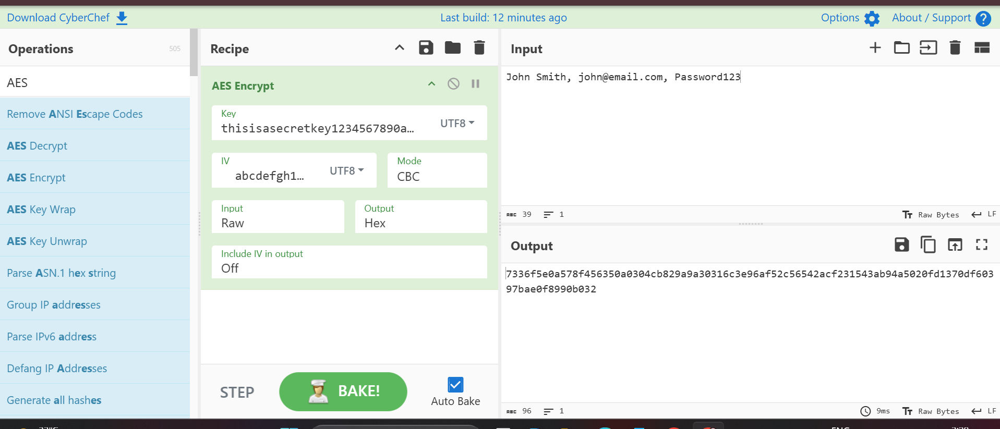 Download CyberChef
Last build: 12 minutes ago
Options
About / Support
Operations
505
AES
Remove ANSI Escape Codes
AES Decrypt
AES Encrypt
AES Key Wrap
AES Key Unwrap
Parse ASN.1 hex string
Group IP addresses
Parse IPv6 address
Defang IP Addresses
Generate all hashes
Recipe
AES Encrypt
Key
thisisasecretkey1234567890a…
UTF8
IV
abcdefgh1…
UTF8
Mode
CBC
Input
Raw
Output
Hex
Include IV in output
Off
STEP
BAKE!
Auto Bake
Input
John Smith, john@email.com, Password123
ABC 39
1
Tт Raw Bytes
LF
Output
7336f5e0a578f456350a0304cb829a9a30316c3e96af52c56542acf231543ab94a5020fd1370df603
97bae0f8990b032
ABC 96
1
9ms
Tт Raw Bytes
LF